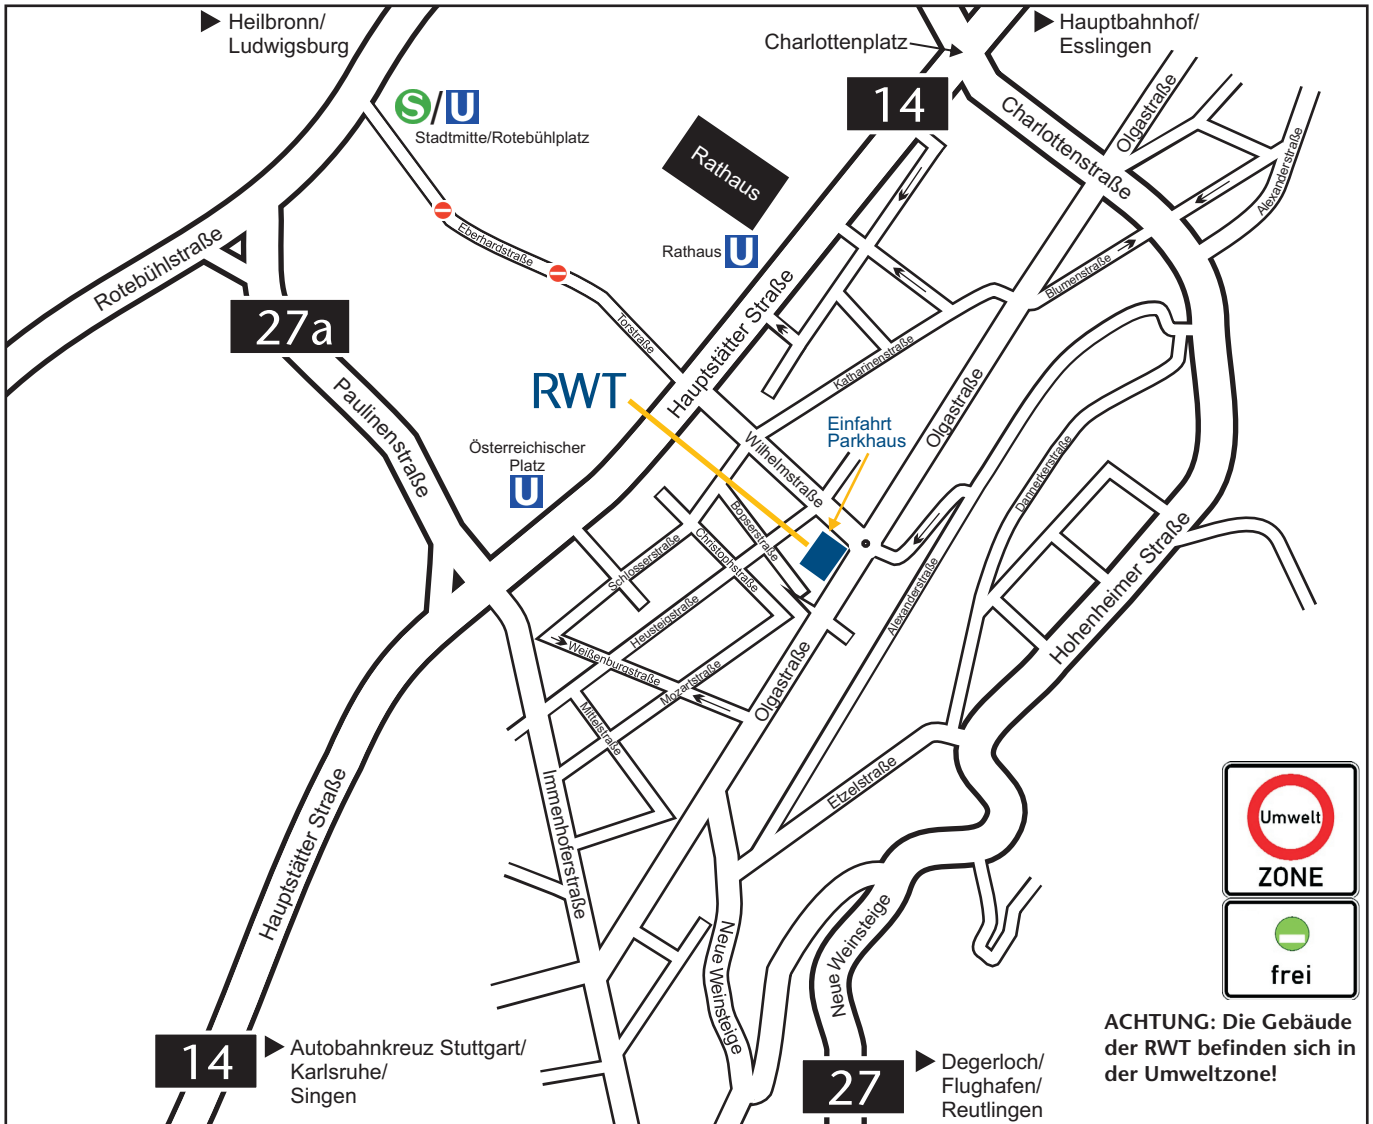 Heilbronn/
Ludwigsburg
Hauptbahnhof/
Esslingen
Charlottenplatz
S/U
Stadtmitte/Rotebühlplatz
14
Charlottenstraße
Olgastraße
Alexanderstraße
Rathaus
Rathaus U
Eberhardstraße
Rotebühlstraße
Blumenstraße
27a
Torstraße
Hauptstätter Straße
Katharinenstraße
Paulinenstraße
RWT
Olgastraße
Einfahrt
Parkhaus
Wilhelmstraße
Österreichischer
Platz
U
Dannerkerstraße
Bopserstraße
Christophstraße
Schlosserstraße
Alexanderstraße
Hohenheimer Straße
Heusteigstraße
Weißenburgstraße
Mozartstraße
Olgastraße
Mittelstraße
Immenhoferstraße
Etzelstraße
Hauptstätter Straße
Neue Weinsteige
Neue Weinsteige
Umwelt
ZONE
frei
ACHTUNG: Die Gebäude
der RWT befinden sich in
der Umweltzone!
14
Autobahnkreuz Stuttgart/
Karlsruhe/
Singen
27
Degerloch/
Flughafen/
Reutlingen